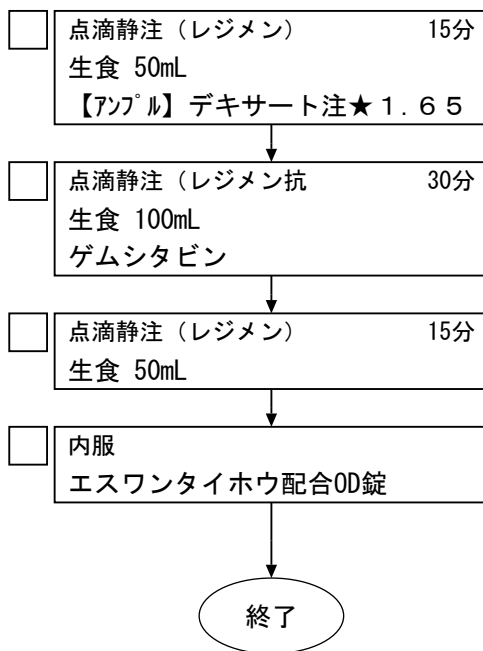 点滴静注（レジメン） 15分
生食 50mL
【ｱﾝﾌﾟﾙ】デキサート注★１．６５
点滴静注（レジメン抗 30分
生食 100mL
ゲムシタビン
点滴静注（レジメン） 15分
生食 50mL
内服
エスワンタイホウ配合OD錠
終了